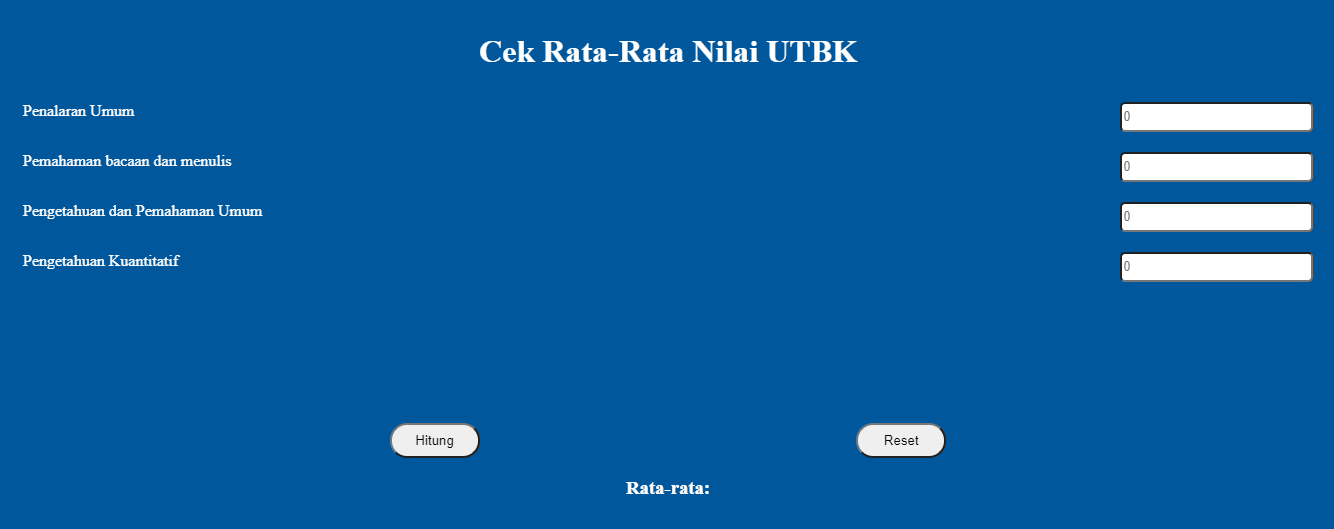 Cek Rata-Rata Nilai UTBK
Penalaran Umum
0
Pemahaman bacaan dan menulis
0
Pengetahuan dan Pemahaman Umum
0
Pengetahuan Kuantitatif
0
Hitung
Reset
Rata-rata: